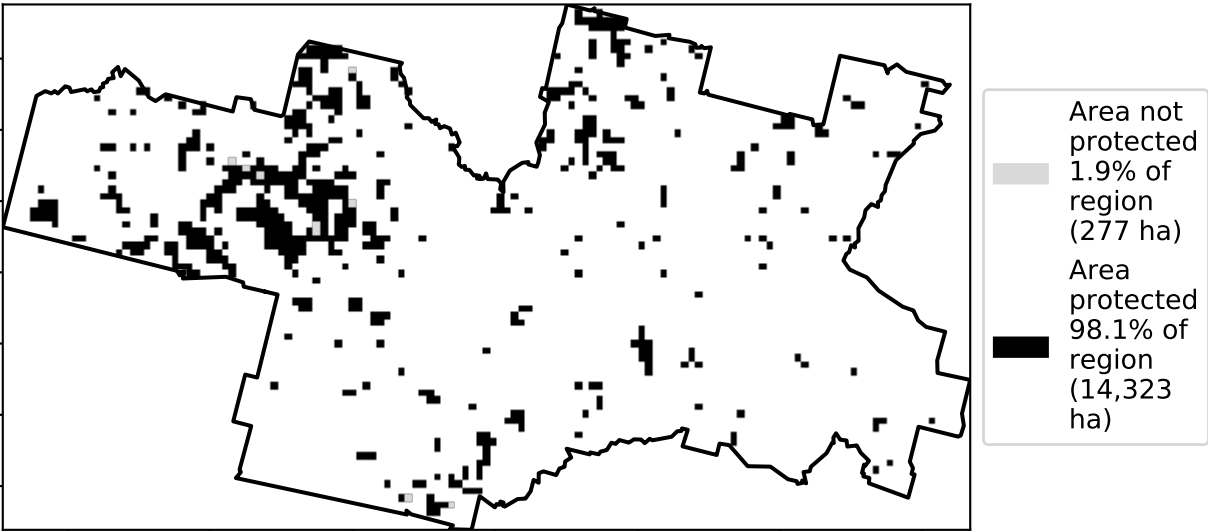 Area not
protected
1.9% of
region
(277 ha)
Area
protected
98.1% of
region
(14,323
ha)